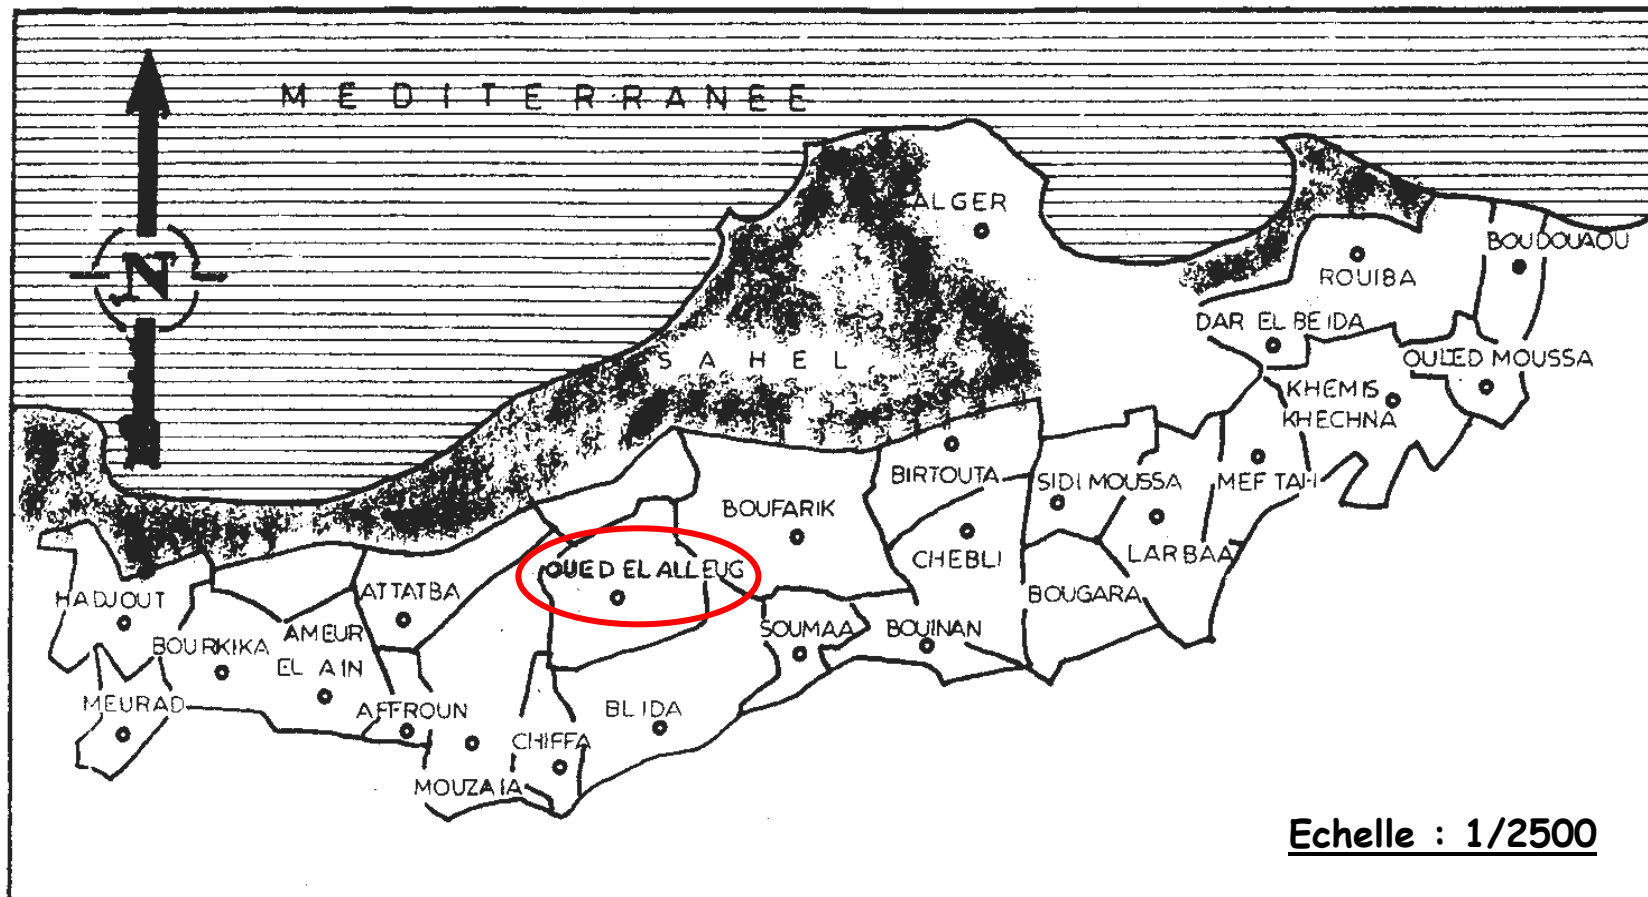 MEDITERRANEE
N
ALGER
BOUDOUAOU
ROUIBA
DAR EL BEIDA
SAHEL
OULED MOUSSA
KHEMIS
KHECHNA
BIRTOUTA
SIDI MOUSSA
MEFTAH
BOUFARIK
CHEBLI
LARBAA
OUED EL ALLEUG
HADJOUT
ATTATBA
BOUGARA
BOURKIKA
AMEUR
EL AIN
SOUMAA
BOUINAN
MEURAD
AFFROUN
BLIDA
CHIFFA
MOUZAIA
Echelle : 1/2500